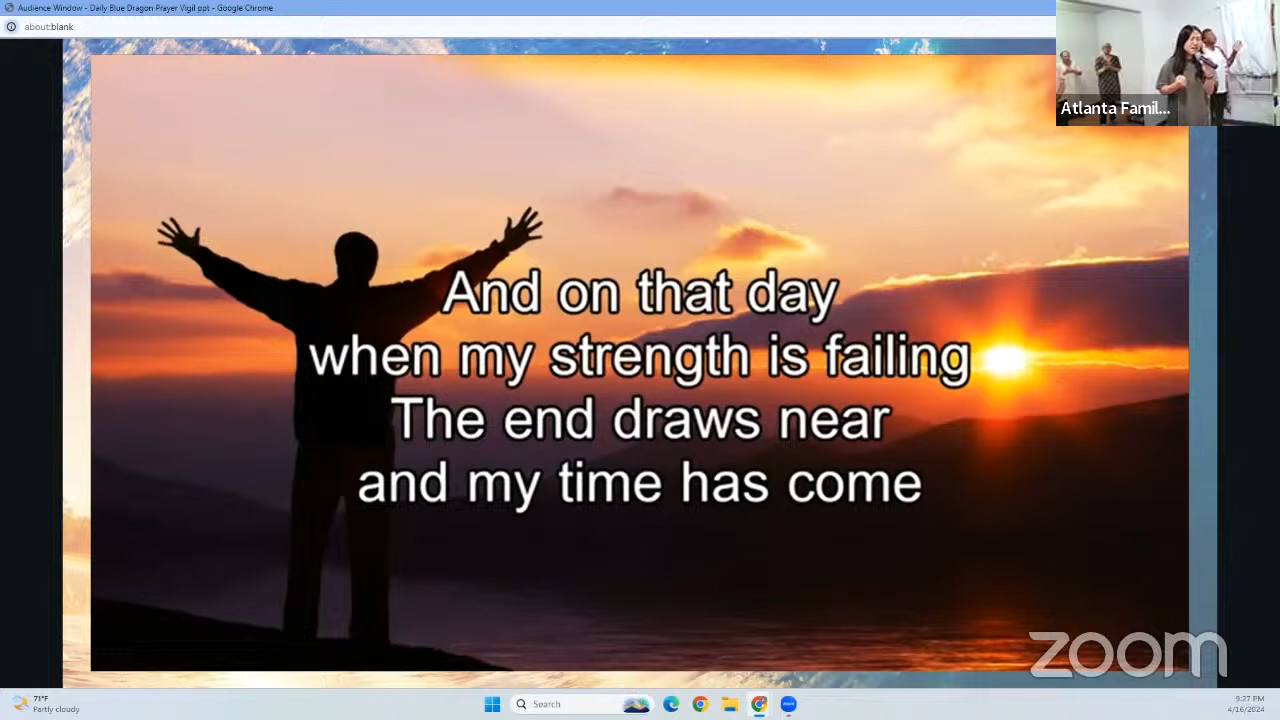 Audience Window - Daily Blue Dragon Prayer Vigil ppt - Google Chrome
about:blank
Atlanta Famil...
And on that day
when my strength is failing
The end draws near
and my time has come
zoom
71°F
Partly cloudy
Search
zoom
9:27 PM
4/16/2024